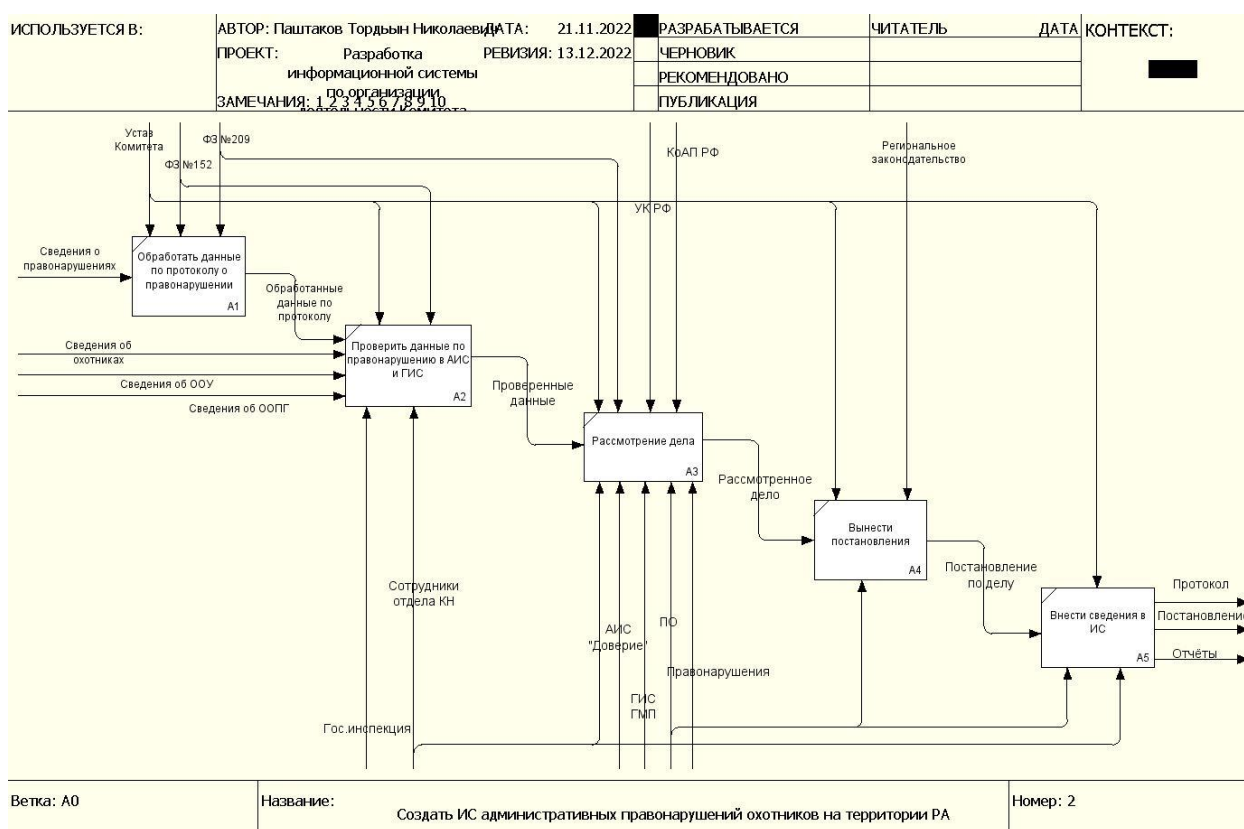 ИСПОЛЬЗУЕТСЯ В:
АВТОР: Паштаков Тордьын Николаевич
ДАТА: 21.11.2022
РАЗРАБАТЫВАЕТСЯ
ЧИТАТЕЛЬ
ДАТА
КОНТЕКСТ:
ПРОЕКТ: Разработка
информационной системы
по организации
деятельности Комитета
РЕВИЗИЯ: 13.12.2022
ЧЕРНОВИК
РЕКОМЕНДОВАНО
ЗАМЕЧАНИЯ: 1 2 3 4 5 6 7 8 9 10
ПУБЛИКАЦИЯ
Устав
Комитета
ФЗ №209
ФЗ №152
КоАП РФ
УК РФ
Региональное
законодательство
Сведения о
правонарушениях
Обработать данные
по протоколу о
правонарушении
A1
Обработанные
данные по
протоколу
Сведения об
охотниках
Сведения об ООУ
Сведения об ООПГ
Проверить данные по
правонарушению в АИС
и ГИС
A2
Проверенные
данные
Рассмотрение дела
A3
Рассмотренное
дело
Вынести
постановления
A4
Постановление
по делу
Внести сведения в
ИС
A5
Протокол
Постановление
Отчёты
Сотрудники
отдела КН
Гос.инспекция
АИС
"Доверие"
ПО
Правонарушения
ГИС
ГМП
Ветка: A0
Название:
Создать ИС административных правонарушений охотников на территории РА
Номер: 2